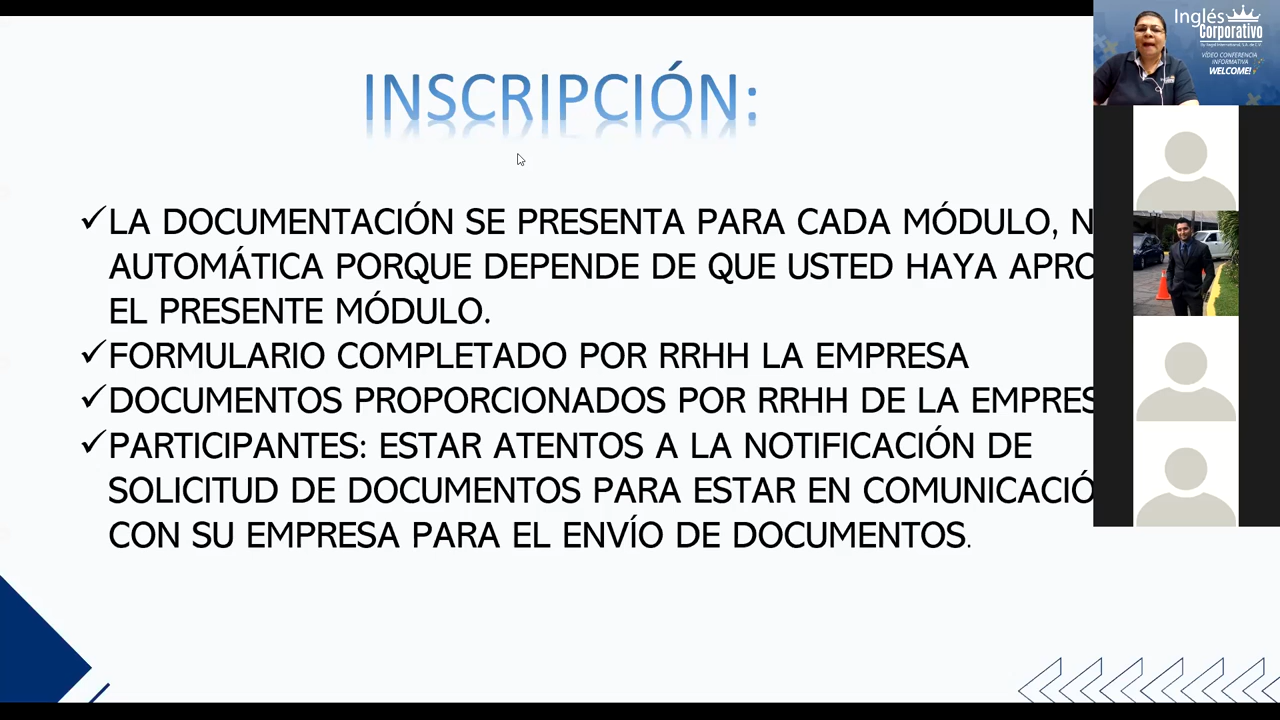 INSCRIPCIÓN:
LA DOCUMENTACIÓN SE PRESENTA PARA CADA MÓDULO, N
AUTOMÁTICA PORQUE DEPENDE DE QUE USTED HAYA APRO
EL PRESENTE MÓDULO.
FORMULARIO COMPLETADO POR RRHH LA EMPRESA
DOCUMENTOS PROPORCIONADOS POR RRHH DE LA EMPRES
PARTICIPANTES: ESTAR ATENTOS A LA NOTIFICACIÓN DE
SOLICITUD DE DOCUMENTOS PARA ESTAR EN COMUNICACIÓ
CON SU EMPRESA PARA EL ENVÍO DE DOCUMENTOS.
Inglés
Corporativo
VÍDEO CONFERENCIA
INFORMATIVA
WELCOME!